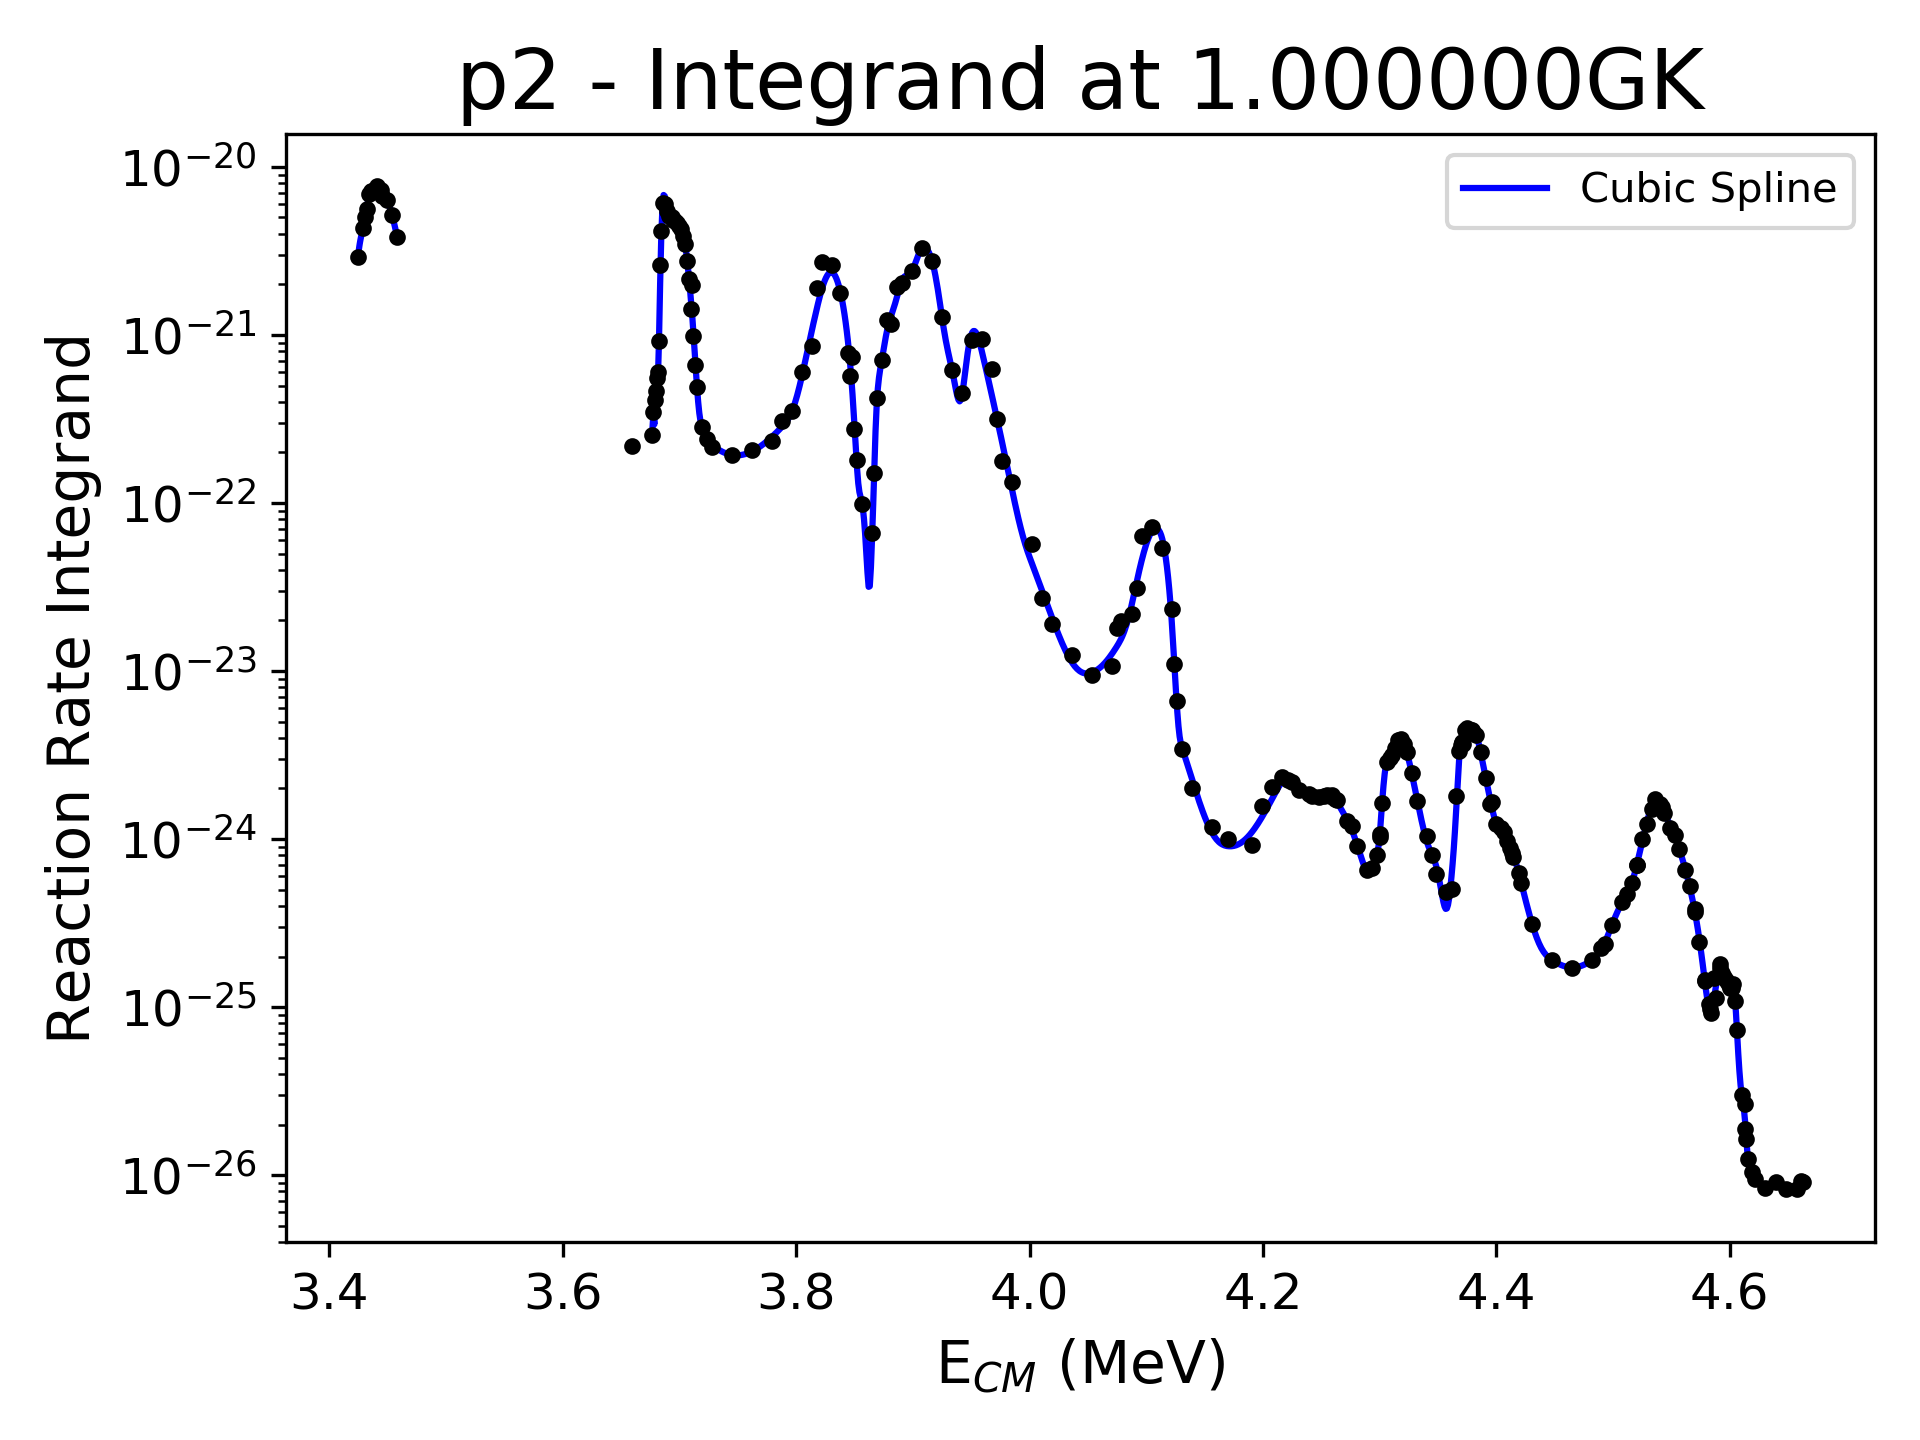 p2 - Integrand at 1.000000GK
Cubic Spline
Reaction Rate Integrand
10⁻²⁰
10⁻²¹
10⁻²²
10⁻²³
10⁻²⁴
10⁻²⁵
10⁻²⁶
3.4 3.6 3.8 4.0 4.2 4.4 4.6
E_CM (MeV)